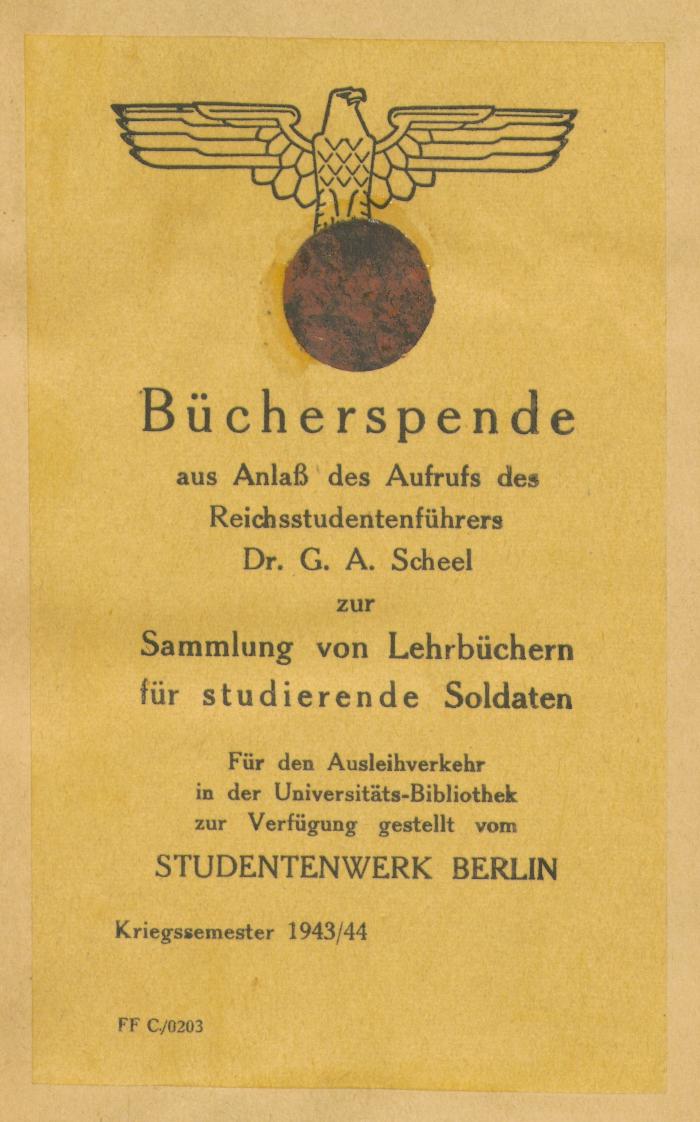 Bücherspende
aus Anlaß des Aufrufs des
Reichsstudentenführers
Dr. G. A. Scheel
zur
Sammlung von Lehrbüchern
für studierende Soldaten
Für den Ausleihverkehr
in der Universitäts-Bibliothek
zur Verfügung gestellt vom
STUDENTENWERK BERLIN
Kriegssemester 1943/44
FF C./0203